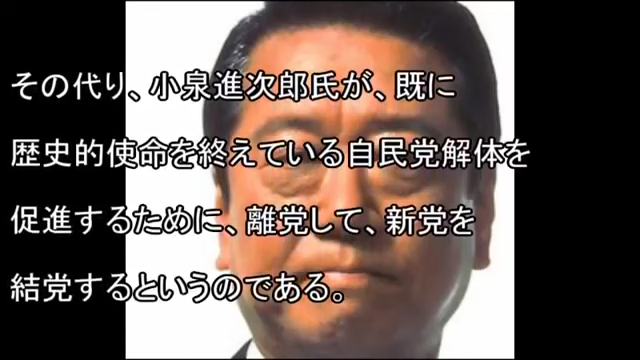 その代り、小泉進次郎氏が、既に
歴史的使命を終えている自民党解体を
促進するために、離党して、新党を
結党するというのである。